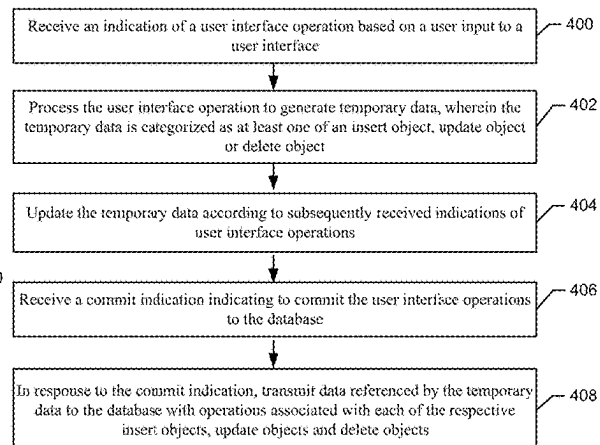 Receive an indication of a user interface operation based on a user input to a
user interface
400
Process the user interface operation to generate temporary data, wherein the
temporary data is categorized as at least one of an insert object, update object
or delete object
402
Update the temporary data according to subsequently received indications of
user interface operations
404
Receive a commit indication indicating to commit the user interface operations
to the database
406
In response to the commit indication, transmit data referenced by the temporary
data to the database with operations associated with each of the respective
insert objects, update objects and delete objects
408